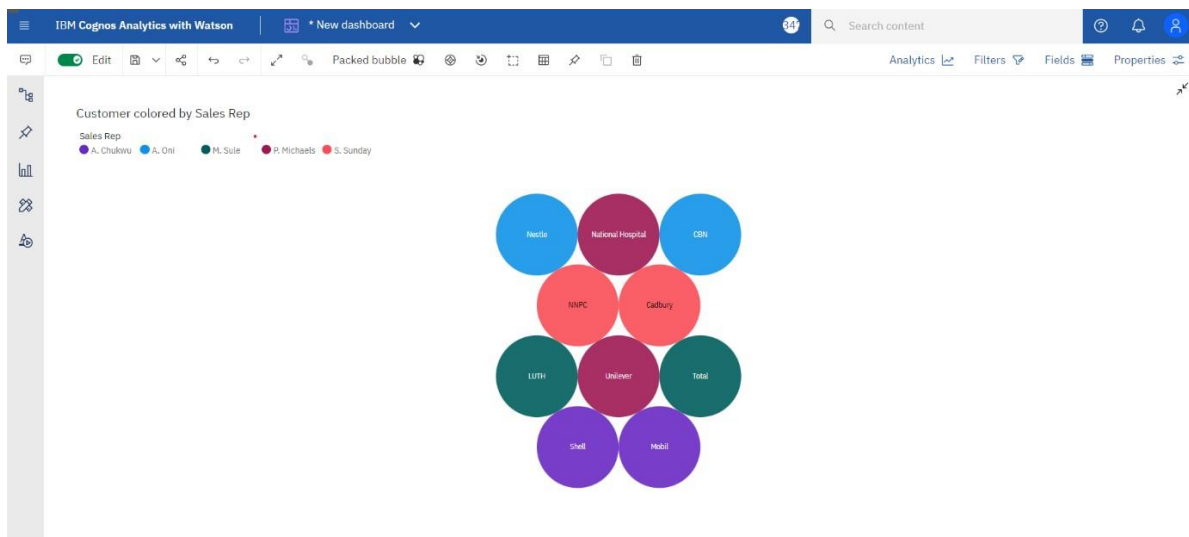 IBM Cognos Analytics with Watson * New dashboard Search content
Edit Packed bubble Analytics Filters Fields Properties
Customer colored by Sales Rep
Sales Rep
A. Chukwu A. Oni M. Sule P. Michaels S. Sunday
Nestle National Hospital CBN
NNPC Cadbury
LUTH Unilever Total
Shell Mobil